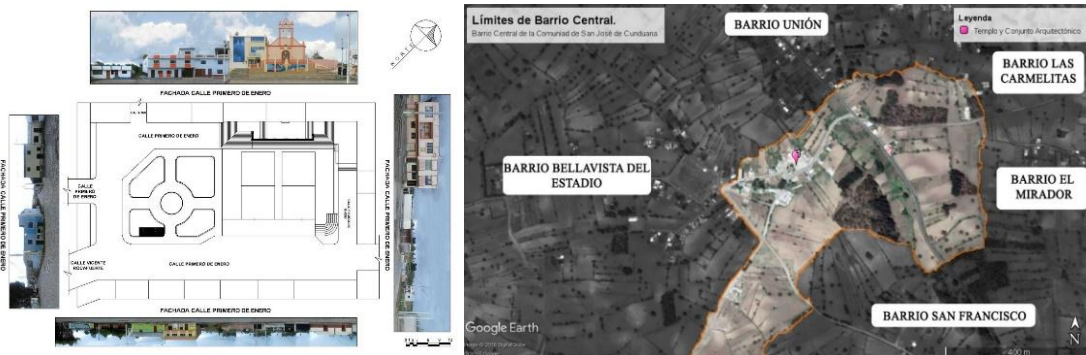 NORTE
FACHADA CALLE PRIMERO DE ENERO
CALLE PRIMERO DE ENERO
FACHADA CALLE PRIMERO DE ENERO
CALLE
PRIMERO
DE
ENERO
CALLE VICENTE
CALLE PRIMERO DE ENERO
FACHADA CALLE PRIMERO DE ENERO
FACHADA CALLE PRIMERO DE ENERO
Límites de Barrio Central.
Barrio Central de la Comuniad de San José de Cunduana
BARRIO UNIÓN
Leyenda
Templo y Conjunto Arquitectónico
BARRIO LAS
CARMELITAS
BARRIO BELLAVISTA DEL
ESTADIO
BARRIO EL
MIRADOR
BARRIO SAN FRANCISCO
Google Earth
400 m
N